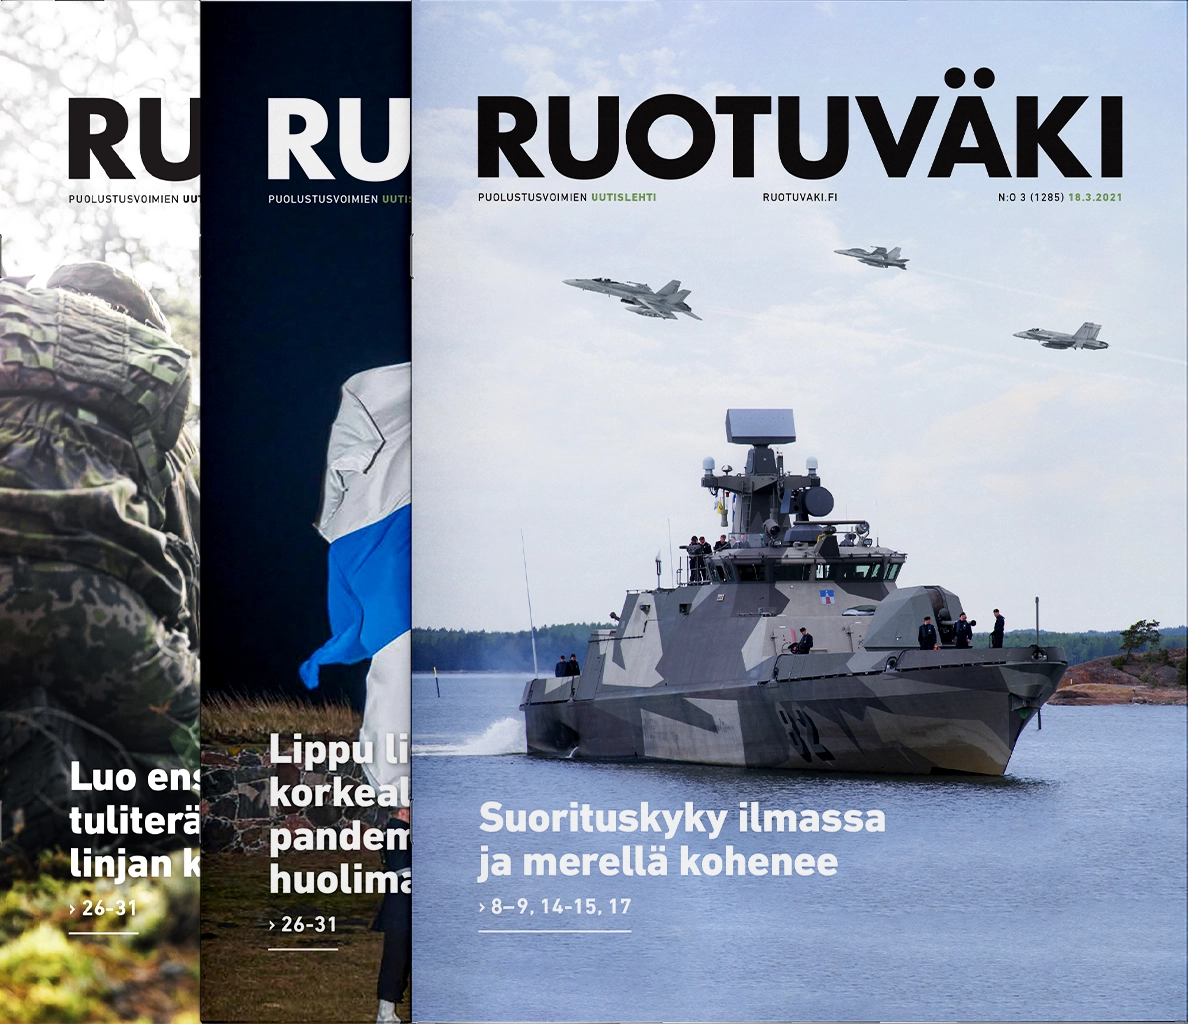 RU
PUOLUSTUSVOIMIEN UUT
Luo ens
tuliterä
linjan k
› 26-31
RU
PUOLUSTUSVOIMIEN UUTIS
Lippu li
korkeal
pandem
huolima
› 26-31
RUOTUVÄKI
PUOLUSTUSVOIMIEN UUTISLEHTI RUOTUVAKI.FI N:O 3 (1285) 18.3.2021
82
Suorituskyky ilmassa
ja merellä kohenee
› 8–9, 14-15, 17